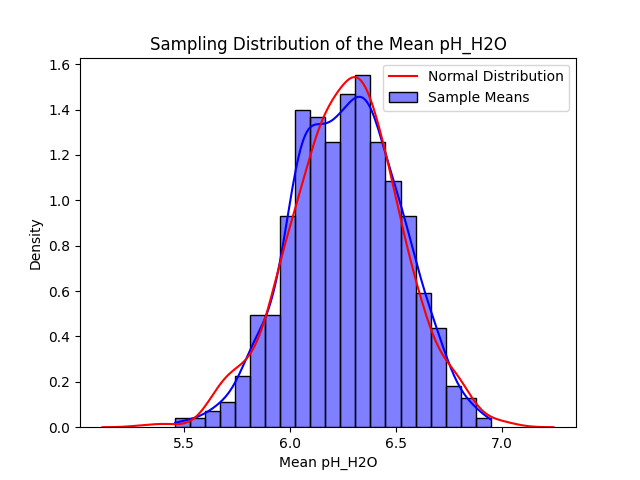 Sampling Distribution of the Mean pH_H2O
Normal Distribution
Sample Means
Density
1.6
1.4
1.2
1.0
0.8
0.6
0.4
0.2
0.0
5.5
6.0
6.5
7.0
Mean pH_H2O